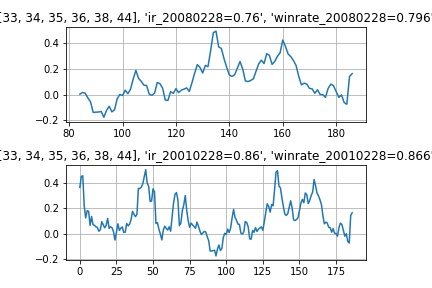 [33, 34, 35, 36, 38, 44], 'ir_20080228=0.76', 'winrate_20080228=0.796'
0.4
0.2
0.0
−0.2
80 100 120 140 160 180
[33, 34, 35, 36, 38, 44], 'ir_20010228=0.86', 'winrate_20010228=0.866'
0.4
0.2
0.0
−0.2
0 25 50 75 100 125 150 175